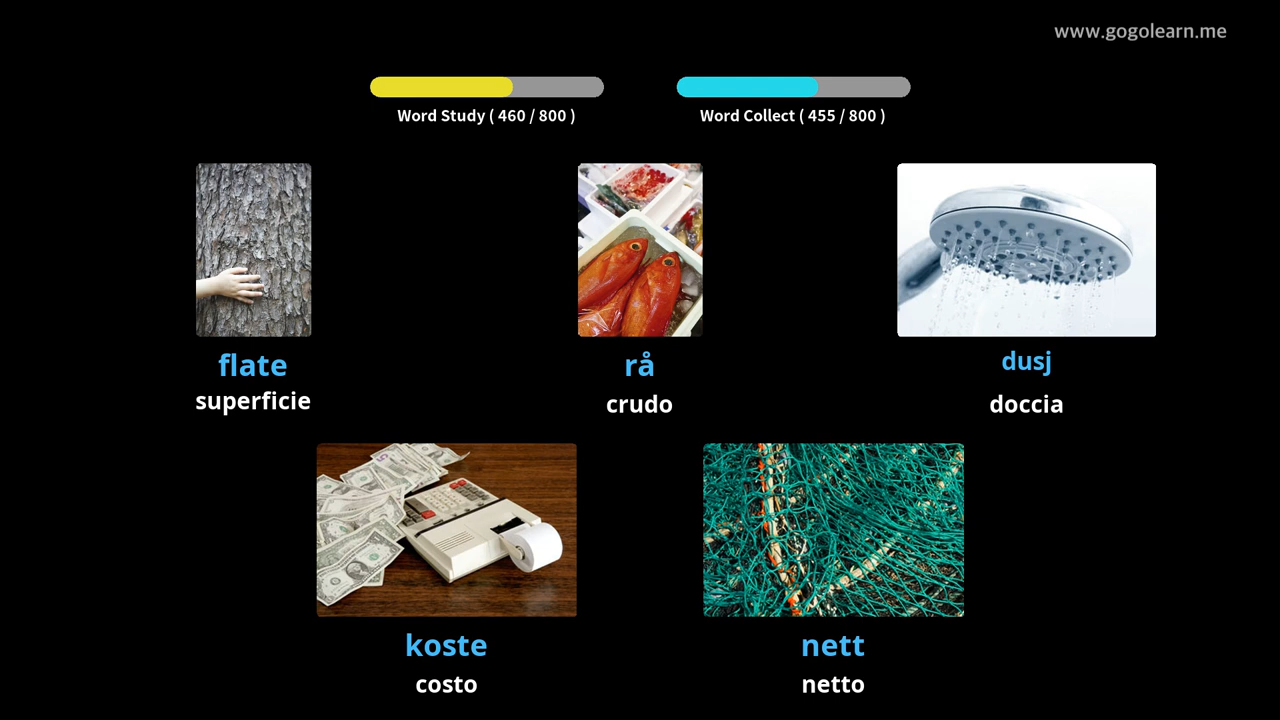 www.gogolearn.me
Word Study ( 460 / 800 )
Word Collect ( 455 / 800 )
flate
superficie
rå
crudo
dusj
doccia
koste
costo
nett
netto